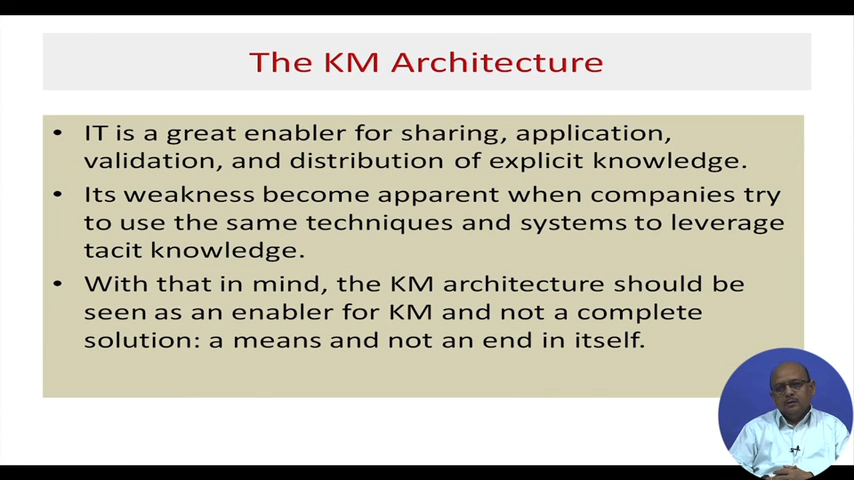 The KM Architecture
• IT is a great enabler for sharing, application,
validation, and distribution of explicit knowledge.
• Its weakness become apparent when companies try
to use the same techniques and systems to leverage
tacit knowledge.
• With that in mind, the KM architecture should be
seen as an enabler for KM and not a complete
solution: a means and not an end in itself.